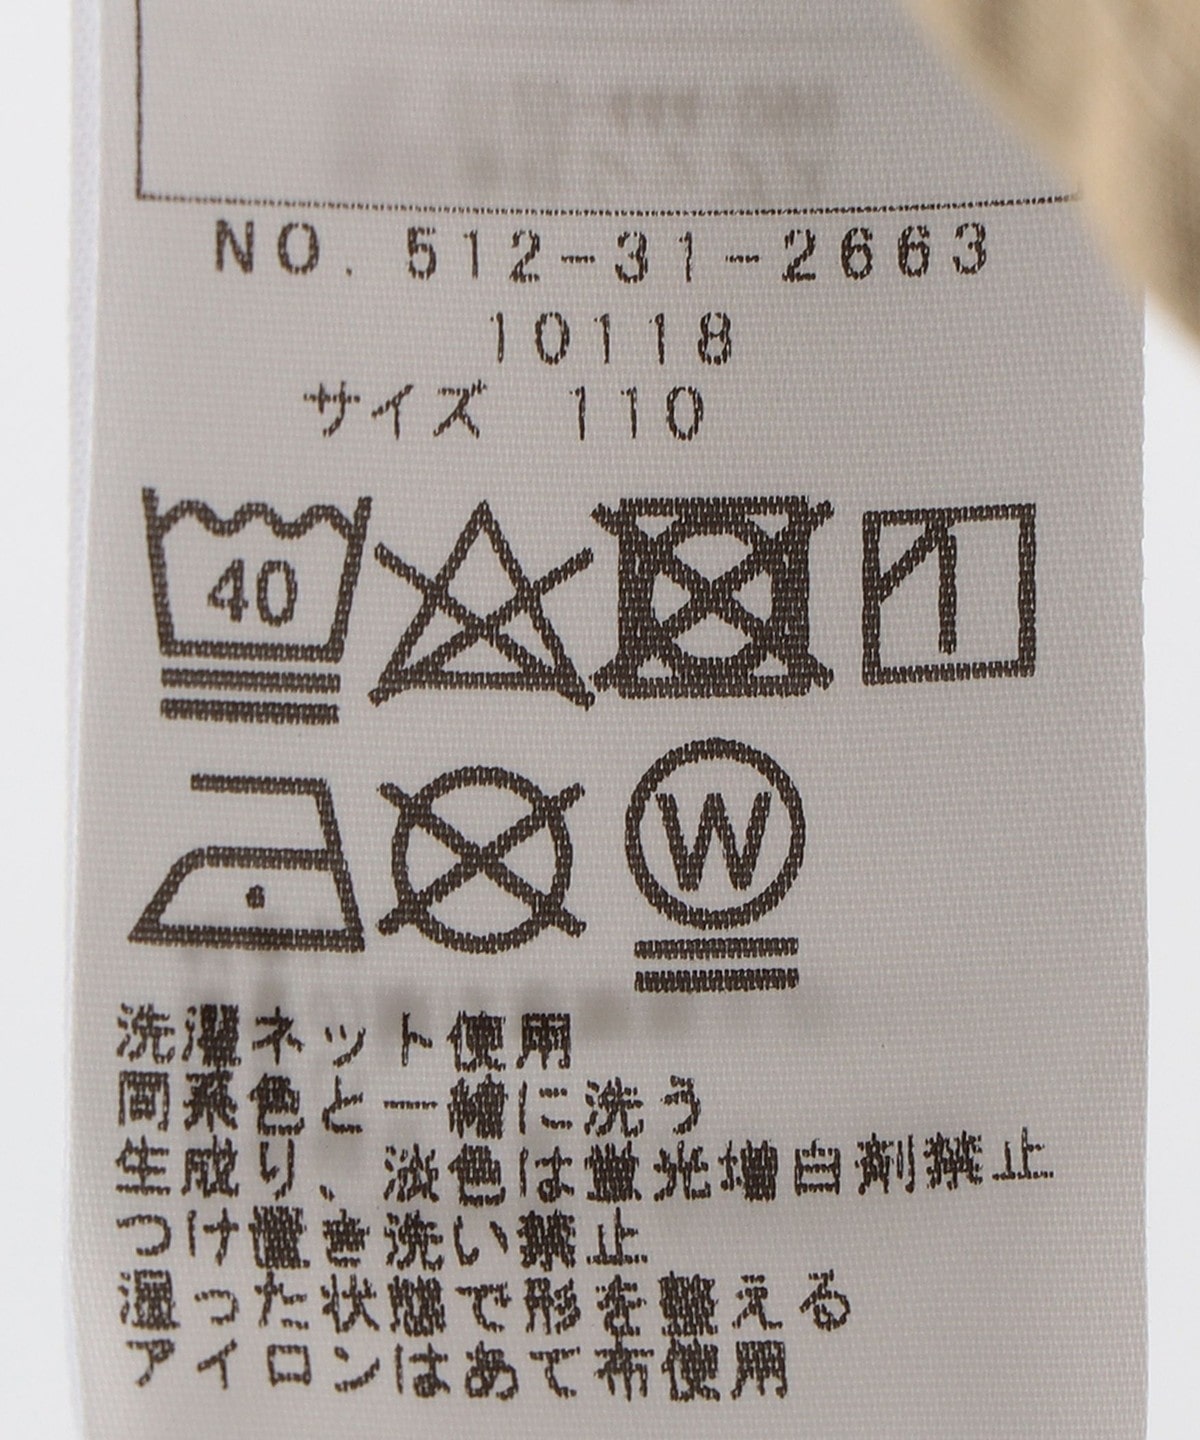 NO. 512-31-2663
10118
サイズ 110
40
W
洗濯ネット使用
同系色と一緒に洗う
生成り、淡色は蛍光増白剤禁止
つけ置き洗い禁止
湿った状態で形を整える
アイロンはあて布使用